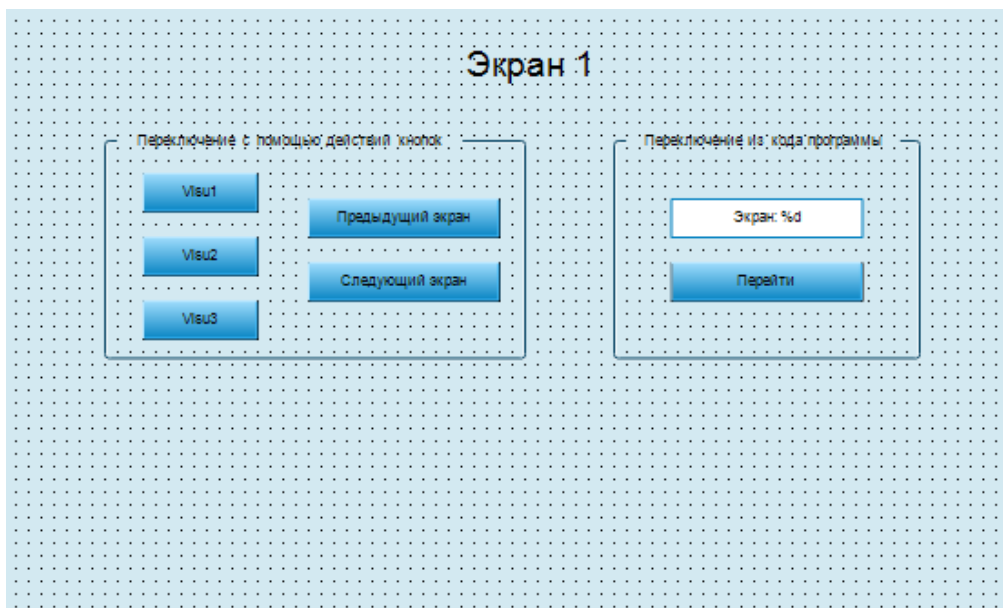 Экран 1
Переключение с помощью действий кнопок
Visu1
Visu2
Visu3
Предыдущий экран
Следующий экран
Переключение из кода программы
Экран: %d
Перейти